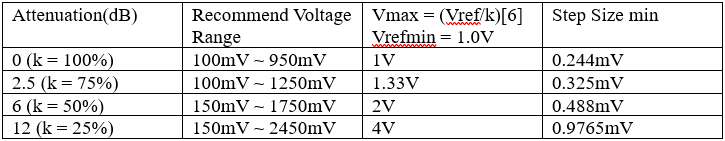 Attenuation(dB) Recommend Voltage Range Vmax = (Vref/k)[6] Vrefmin = 1.0V Step Size min
0 (k = 100%) 100mV ~ 950mV 1V 0.244mV
2.5 (k = 75%) 100mV ~ 1250mV 1.33V 0.325mV
6 (k = 50%) 150mV ~ 1750mV 2V 0.488mV
12 (k = 25%) 150mV ~ 2450mV 4V 0.9765mV